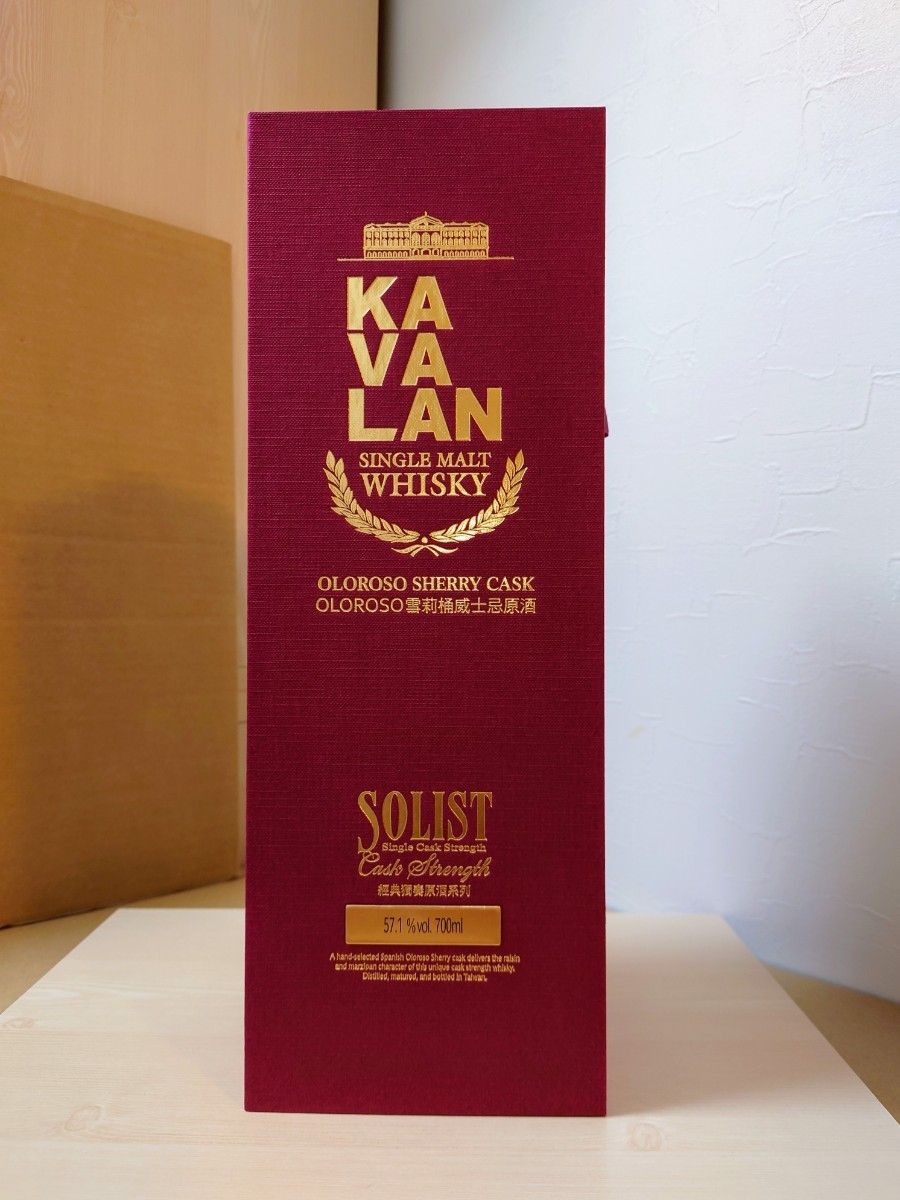 KA
VA
LAN
SINGLE MALT
WHISKY
OLOROSO SHERRY CASK
OLOROSO雪莉桶威士忌原酒
SOLIST
Single Cask Strength
Cask Strength
經典獨奏原酒系列
57.1 %vol. 700ml
A hand-selected Spanish Oloroso Sherry cask delivers the raisin
and marzipan character of this unique cask strength whisky.
Distilled, matured, and bottled in Taiwan.